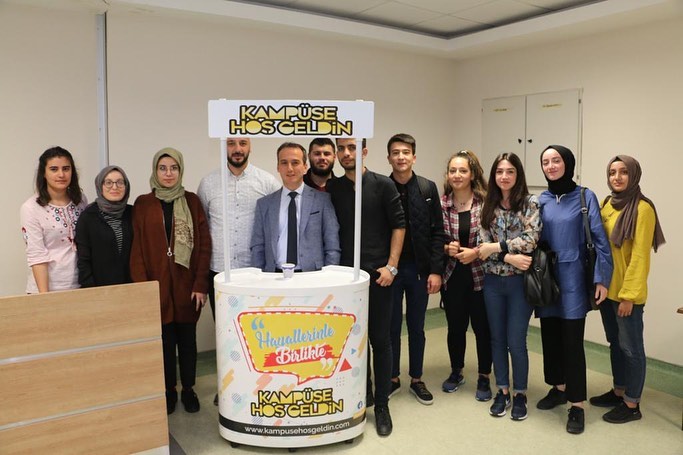 KAMPÜSE
HOŞ GELDİN
“Hayallerinle
Birlikte”
KAMPÜSE
HOŞ GELDİN
www.kampusehosgeldin.com